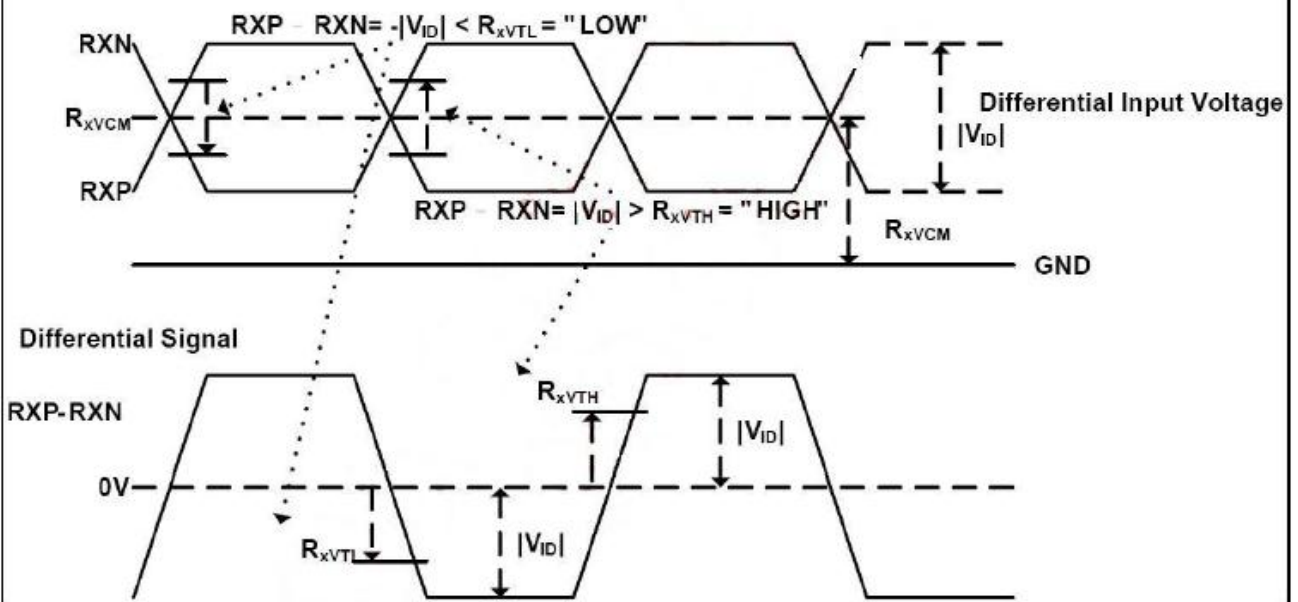 RXP - RXN= -|VID| < RxVTL = "LOW"
RXN
RxVCM
Differential Input Voltage
|VID|
RXP
RXP - RXN= |VID| > RxVTH = "HIGH"
RxVCM
GND
Differential Signal
RxVTH
RXP-RXN
|VID|
0V
RxVTL
|VID|